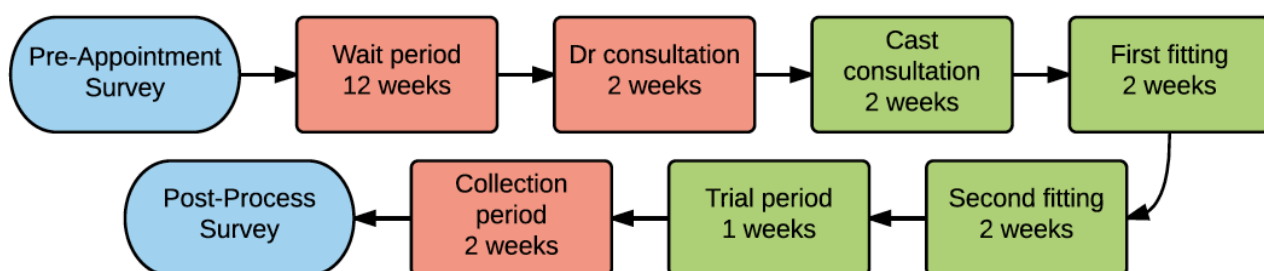 Pre-Appointment
Survey
Wait period
12 weeks
Dr consultation
2 weeks
Cast
consultation
2 weeks
First fitting
2 weeks
Second fitting
2 weeks
Trial period
1 weeks
Collection
period
2 weeks
Post-Process
Survey